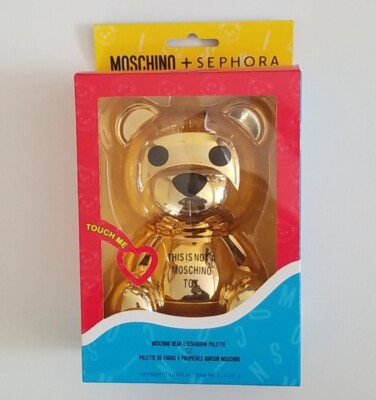 MOSCHINO + SEPHORA
TOUCH ME
THIS IS NOT A
MOSCHINO
TOY
MOSCHINO BEAR EYESHADOW PALETTE
PALETTE DE FARDS À PAUPIÈRES OURSON MOSCHINO